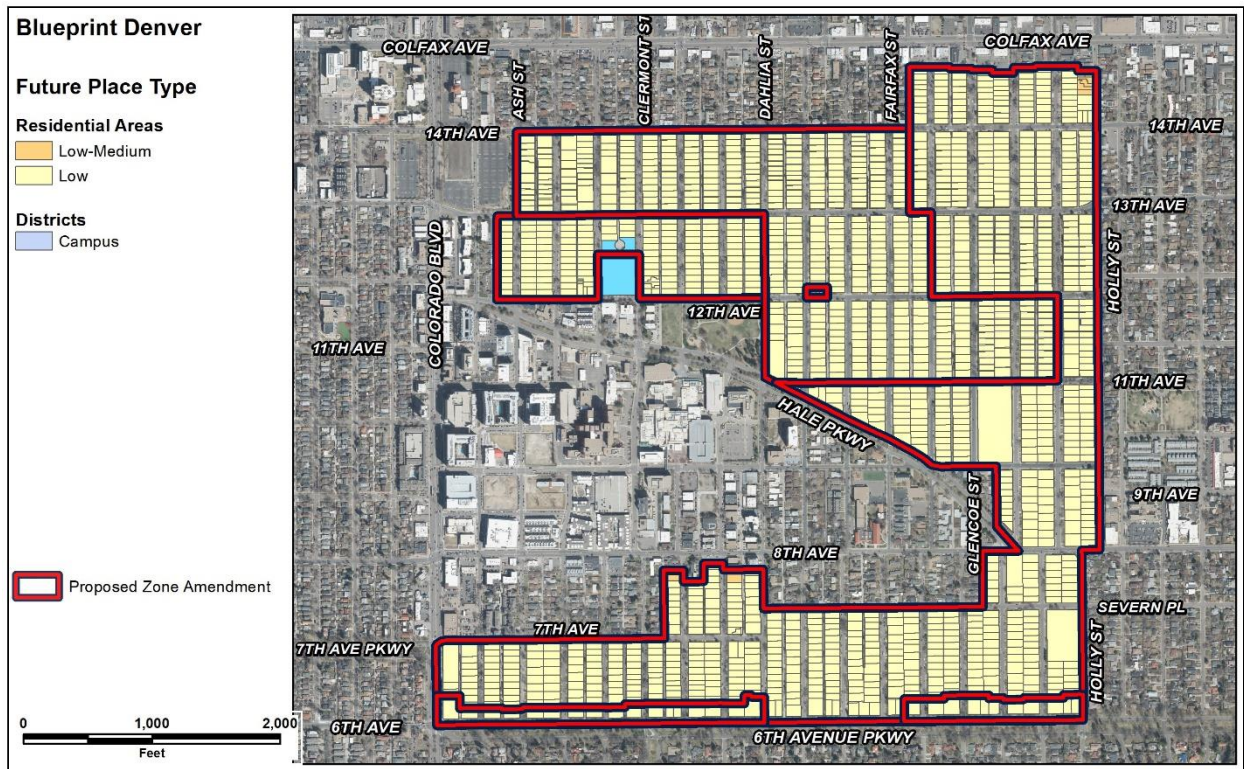 Blueprint Denver
Future Place Type
Residential Areas
Low-Medium
Low
Districts
Campus
Proposed Zone Amendment
0 1,000 2,000
Feet
COLFAX AVE
COLFAX AVE
ASH ST
CLERMONT ST
DAHLIA ST
FAIRFAX ST
14TH AVE
14TH AVE
13TH AVE
COLORADO BLVD
HOLLY ST
12TH AVE
11TH AVE
11TH AVE
HALE PKWY
9TH AVE
GLENCOE ST
8TH AVE
SEVERN PL
7TH AVE
7TH AVE PKWY
HOLLY ST
6TH AVE
6TH AVENUE PKWY